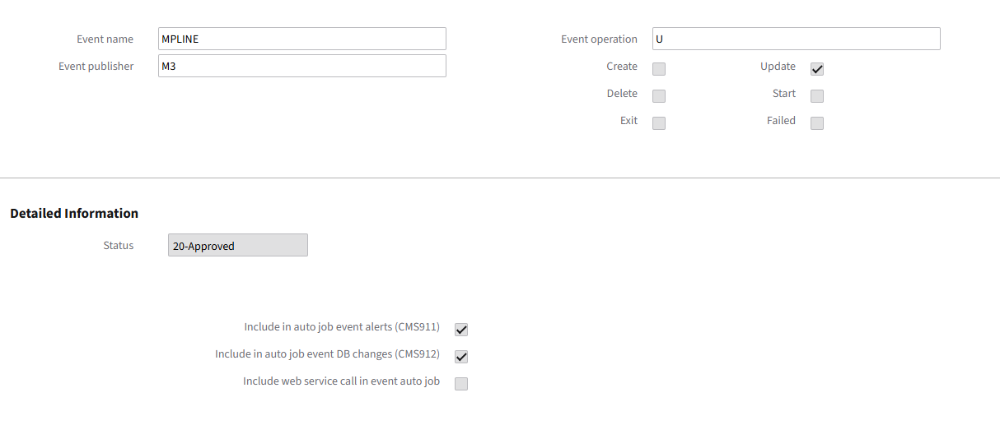 Event name MPLINE Event operation U
Event publisher M3 Create Update
Delete Start
Exit Failed
Detailed Information
Status 20-Approved
Include in auto job event alerts (CMS911)
Include in auto job event DB changes (CMS912)
Include web service call in event auto job